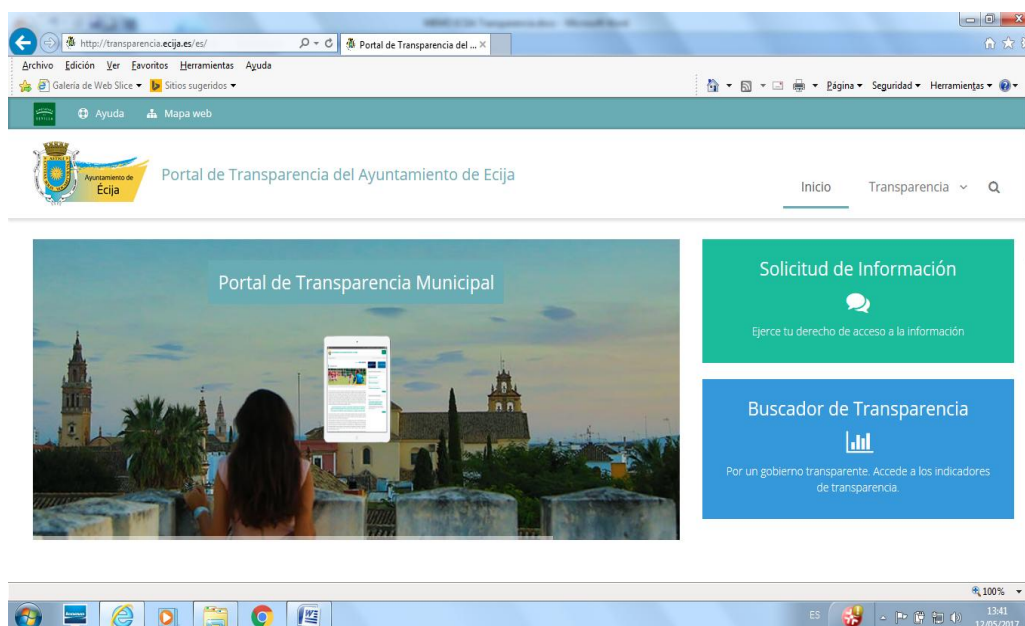 http://transparencia.ecija.es/es/
Portal de Transparencia del ...
Archivo Edición Ver Favoritos Herramientas Ayuda
Galería de Web Slice Sitios sugeridos
Página Seguridad Herramientas
Ayuda Mapa web
Ayuntamiento de
Écija
Portal de Transparencia del Ayuntamiento de Ecija
Inicio Transparencia
Portal de Transparencia Municipal
Solicitud de Información
Ejerce tu derecho de acceso a la información
Buscador de Transparencia
Por un gobierno transparente. Accede a los indicadores
de transparencia.
100%
ES
13:41
12/05/2017